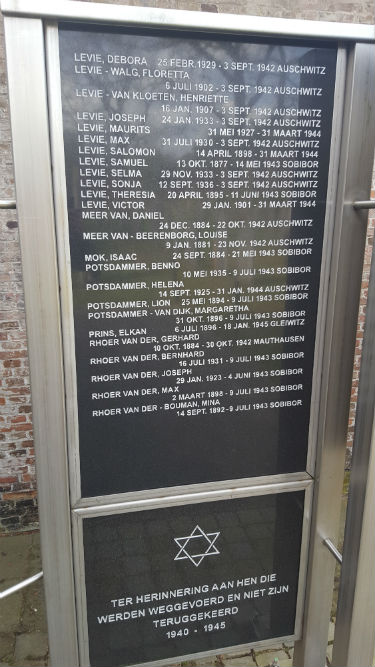 LEVIE, DEBORA 25 FEBR.1929 - 3 SEPT. 1942 AUSCHWITZ
LEVIE - WALG, FLORETTA
6 JULI 1902 - 3 SEPT. 1942 AUSCHWITZ
LEVIE - VAN KLOETEN, HENRIETTE
16 JAN. 1907 - 3 SEPT. 1942 AUSCHWITZ
LEVIE, JOSEPH 24 JAN. 1933 - 3 SEPT. 1942 AUSCHWITZ
LEVIE, MAURITS 31 MEI 1927 - 31 MAART 1944
LEVIE, MAX 31 JULI 1930 - 3 SEPT. 1942 AUSCHWITZ
LEVIE, SALOMON 14 APRIL 1898 - 31 MAART 1944
LEVIE, SAMUEL 13 OKT. 1877 - 14 MEI 1943 SOBIBOR
LEVIE, SELMA 29 NOV. 1933 - 3 SEPT. 1942 AUSCHWITZ
LEVIE, SONJA 12 SEPT. 1936 - 3 SEPT. 1942 AUSCHWITZ
LEVIE, THERESIA 20 APRIL 1895 - 11 JUNI 1943 SOBIBOR
LEVIE, VICTOR 29 JAN. 1901 - 31 MAART 1944
MEER VAN, DANIEL
24 DEC. 1884 - 22 OKT. 1942 AUSCHWITZ
MEER VAN - BEERENBORG, LOUISE
9 JAN. 1881 - 23 NOV. 1942 AUSCHWITZ
MOK, ISAAC 24 SEPT. 1884 - 21 MEI 1943 SOBIBOR
POTSDAMMER, BENNO
10 MEI 1935 - 9 JULI 1943 SOBIBOR
POTSDAMMER, HELENA
14 SEPT. 1925 - 31 JAN. 1944 AUSCHWITZ
POTSDAMMER, LION 25 MEI 1894 - 9 JULI 1943 SOBIBOR
POTSDAMMER - VAN DIJK, MARGARETHA
31 OKT. 1896 - 9 JULI 1943 SOBIBOR
PRINS, ELKAN 6 JULI 1896 - 18 JAN. 1945 GLEIWITZ
RHOER VAN DER, GERHARD
10 OKT. 1884 - 30 OKT. 1942 MAUTHAUSEN
RHOER VAN DER, BERNHARD
16 JULI 1931 - 9 JULI 1943 SOBIBOR
RHOER VAN DER, JOSEPH
29 JAN. 1923 - 4 JUNI 1943 SOBIBOR
RHOER VAN DER, MAX
2 MAART 1898 - 9 JULI 1943 SOBIBOR
RHOER VAN DER - BOUMAN, MINA
14 SEPT. 1892 - 9 JULI 1943 SOBIBOR
TER HERINNERING AAN HEN DIE
WERDEN WEGGEVOERD EN NIET ZIJN
TERUGGEKEERD
1940 - 1945